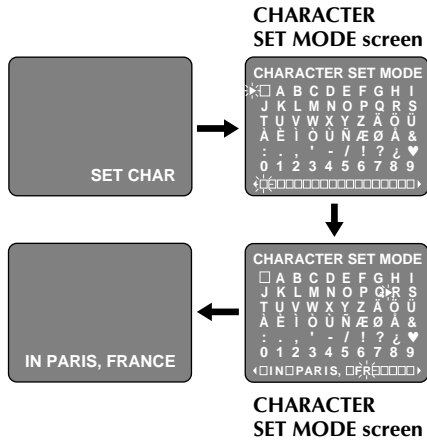 CHARACTER
SET MODE screen
SET CHAR
CHARACTER SET MODE
□ A B C D E F G H I
J K L M N O P Q R S
T U V W X Y Z Ä Ö Ü
À È Ì Ò Ù Ñ Æ Ø Å &
: . , ' - / ! ? ¿ ♥
0 1 2 3 4 5 6 7 8 9
IN PARIS, FRANCE
CHARACTER SET MODE
□ A B C D E F G H I
J K L M N O P Q R S
T U V W X Y Z Ä Ö Ü
À È Ì Ò Ù Ñ Æ Ø Å &
: . , ' - / ! ? ¿ ♥
0 1 2 3 4 5 6 7 8 9
□IN□PARIS, □FR□□□□□
CHARACTER
SET MODE screen